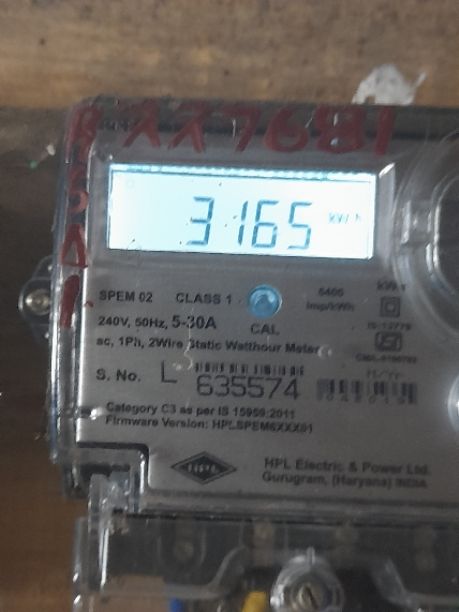 3165 kWh
SPEM 02 CLASS 1 6400 imp/kWh
240V, 50Hz, 5-30A CAL
ac, 1Ph, 2Wire Static Watthour Meter
S. No. L 635574
Category C3 as per IS 15959:2011
Firmware Version: HPLSPEM6XXX01
HPL
HPL Electric & Power Ltd.
Gurugram, (Haryana) INDIA